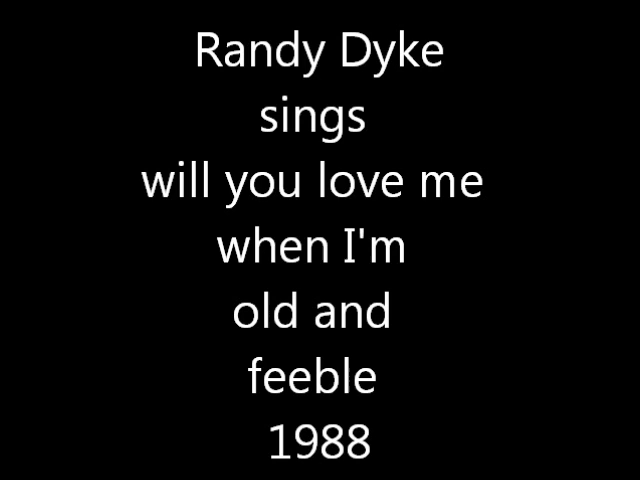 Randy Dyke
sings
will you love me
when I'm
old and
feeble
1988